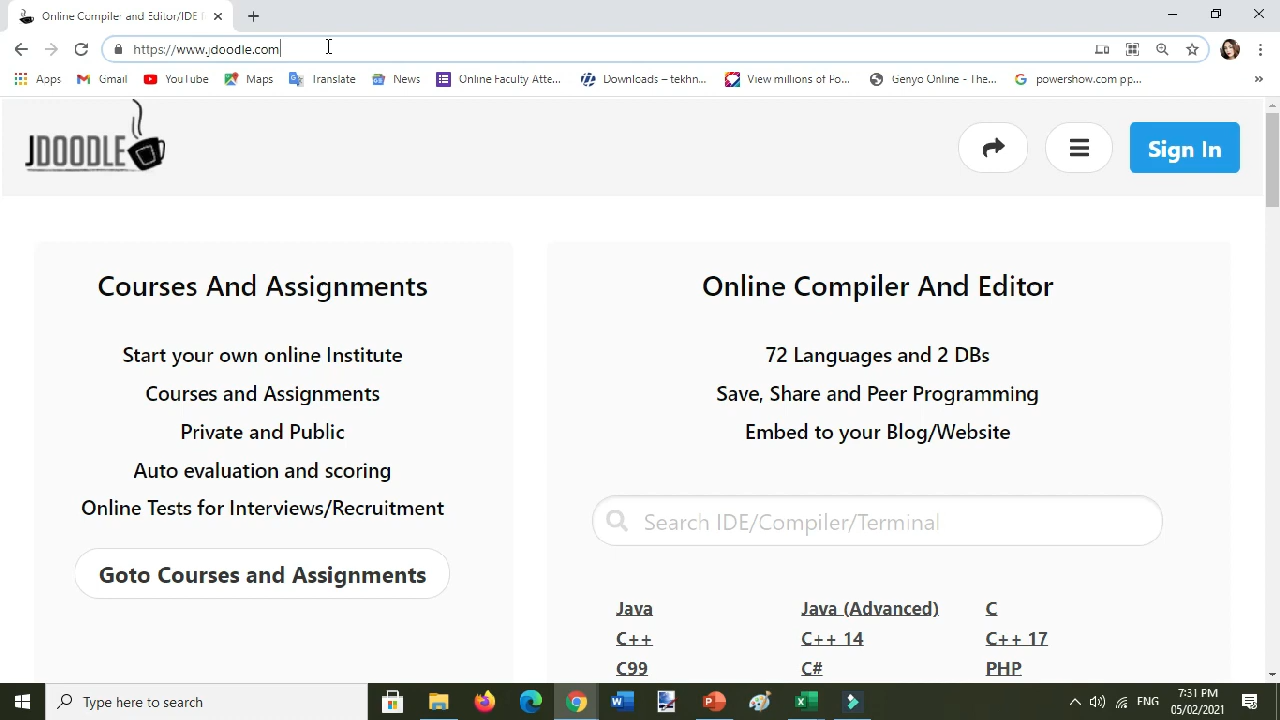 Online Compiler and Editor/IDE f
https://www.jdoodle.com
Apps Gmail YouTube Maps Translate News Online Faculty Atte... Downloads – tekhn... View millions of Fo... Genyo Online - The... powershow.com pp... »
JDOODLE
Sign In
Courses And Assignments
Start your own online Institute
Courses and Assignments
Private and Public
Auto evaluation and scoring
Online Tests for Interviews/Recruitment
Goto Courses and Assignments
Online Compiler And Editor
72 Languages and 2 DBs
Save, Share and Peer Programming
Embed to your Blog/Website
Search IDE/Compiler/Terminal
Java Java (Advanced) C
C++ C++ 14 C++ 17
C99 C# PHP
Type here to search
ENG
7:31 PM
05/02/2021